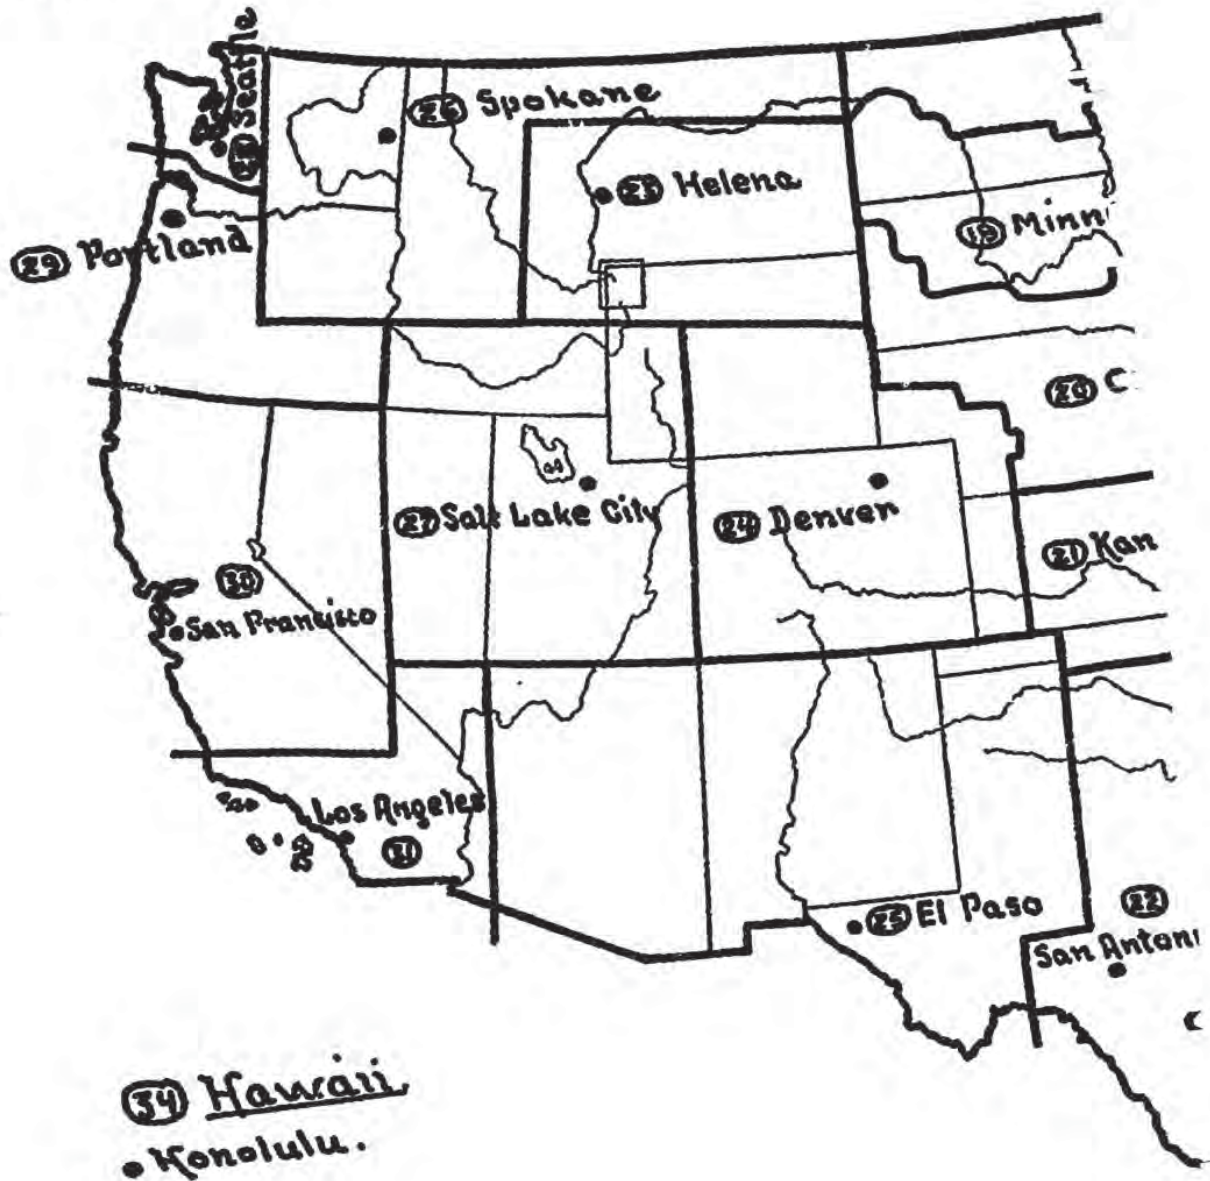 Seattle
26 Spokane
23 Helena
19 Minn
29 Portland
20 C
27 Salt Lake City
24 Denver
21 Kan
30
San Francisco
Los Angeles
31
25 El Paso
22
San Antoni
34 Hawaii
Honolulu.